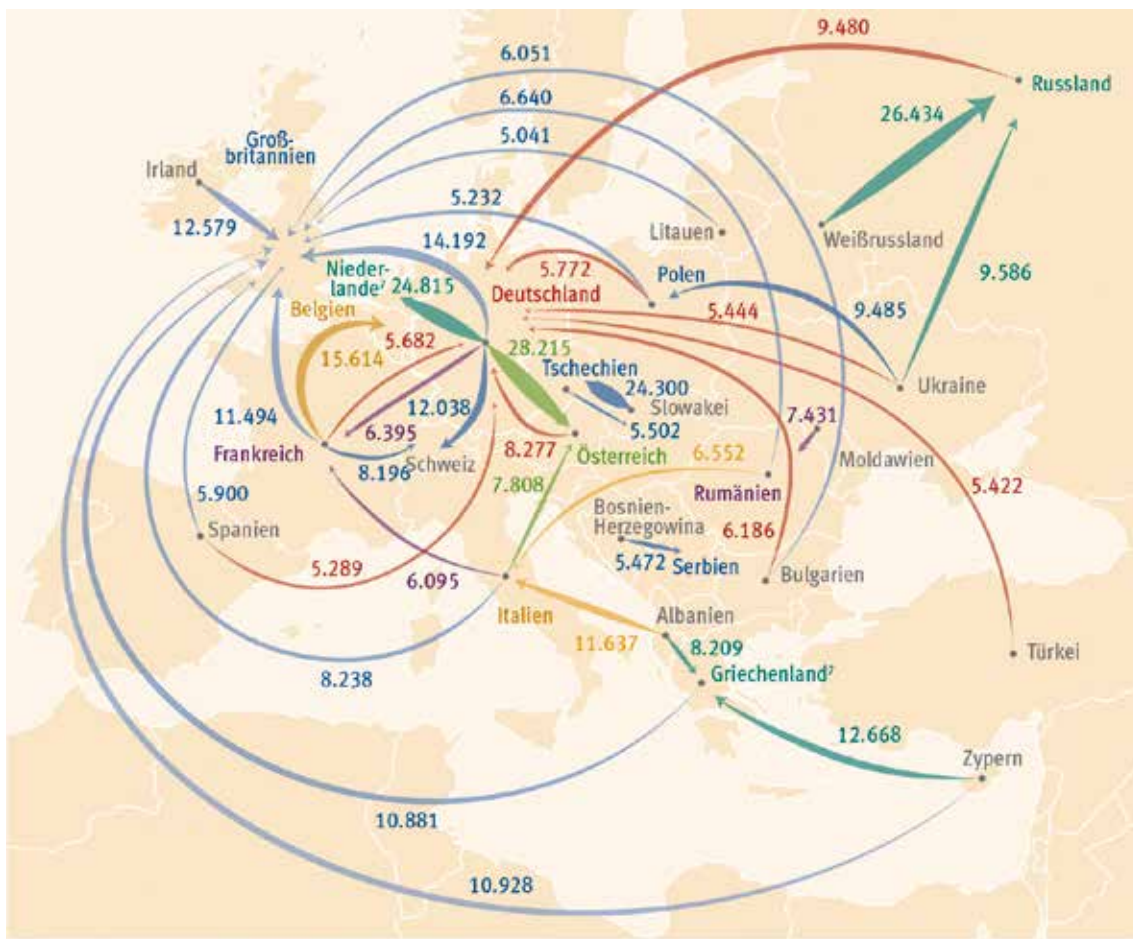 9.480
6.051
Russland
6.640
26.434
5.041
Groß-
britannien
Irland
5.232
12.579
14.192
Litauen
Weißrussland
Nieder-
lande⁷
24.815
5.772
Polen
9.586
Deutschland
Belgien
5.444
9.485
5.682
15.614
28.215
Tschechien
24.300
Ukraine
Slowakei
11.494
12.038
7.431
6.395
5.502
Frankreich
8.277
Österreich
6.552
Moldawien
8.196
Schweiz
7.808
Rumänien
5.422
5.900
Bosnien-
Herzegowina
Spanien
6.186
5.472
Serbien
5.289
6.095
Bulgarien
Italien
Albanien
11.637
8.209
Türkei
8.238
Griechenland⁷
12.668
Zypern
10.881
10.928